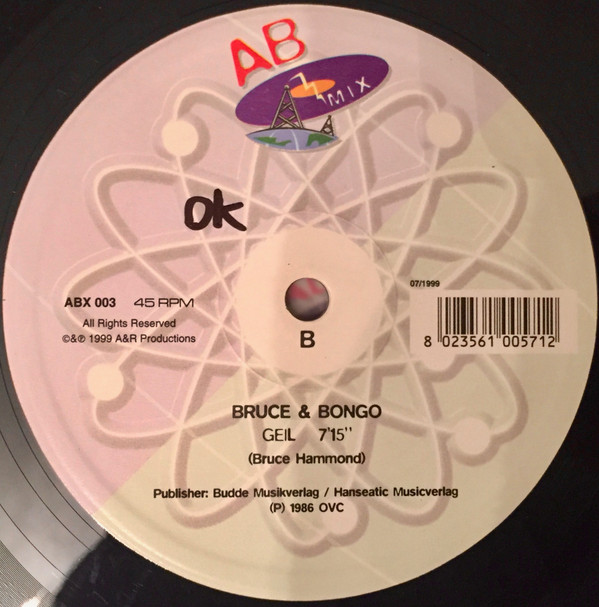 AB
MIX
OK
07/1999
ABX 003 45 RPM
All Rights Reserved
©&℗ 1999 A&R Productions
8 023561 005712
B
BRUCE & BONGO
GEIL 7'15''
(Bruce Hammond)
Publisher: Budde Musikverlag / Hanseatic Musicverlag
(P) 1986 OVC